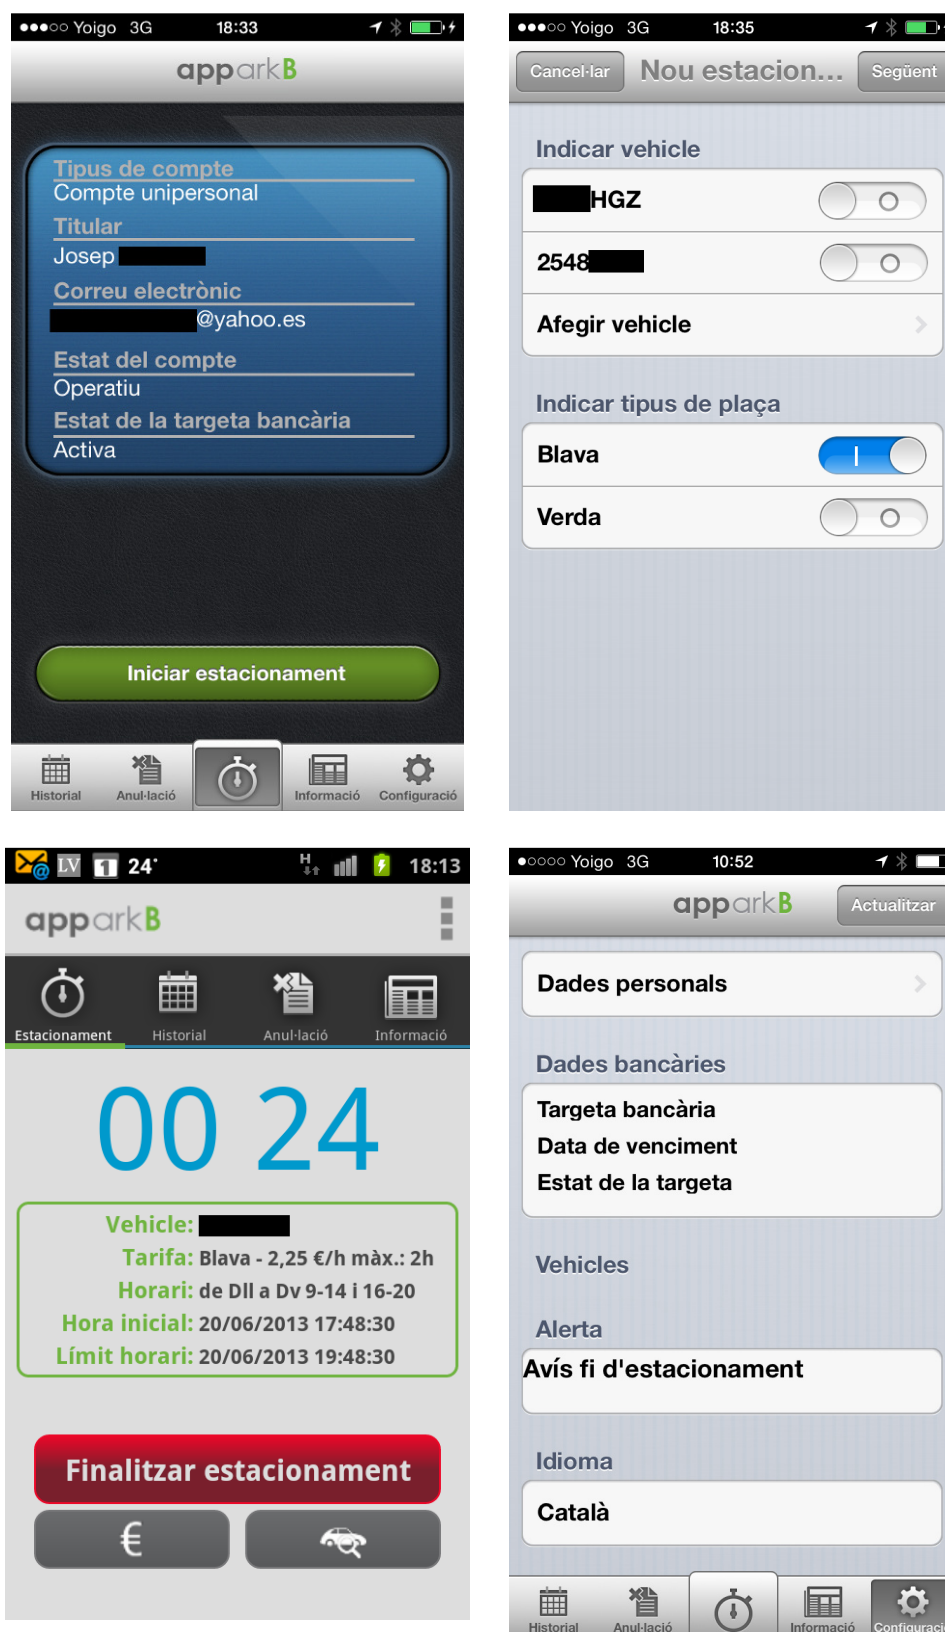 Yoigo 3G 18:33
apparkB
Tipus de compte
Compte unipersonal
Titular
Josep
Correu electrònic
@yahoo.es
Estat del compte
Operatiu
Estat de la targeta bancària
Activa
Iniciar estacionament
Historial Anul·lació Informació Configuració
Yoigo 3G 18:35
Cancel·lar Nou estacion... Següent
Indicar vehicle
HGZ
2548
Afegir vehicle
Indicar tipus de plaça
Blava
Verda
LV 1 24° H 18:13
apparkB
Estacionament Historial Anul·lació Informació
00 24
Vehicle:
Tarifa: Blava - 2,25 €/h màx.: 2h
Horari: de Dll a Dv 9-14 i 16-20
Hora inicial: 20/06/2013 17:48:30
Límit horari: 20/06/2013 19:48:30
Finalitzar estacionament
€
Yoigo 3G 10:52
apparkB Actualitzar
Dades personals
Dades bancàries
Targeta bancària
Data de venciment
Estat de la targeta
Vehicles
Alerta
Avís fi d'estacionament
Idioma
Català
Historial Anul·lació Informació Configuraci